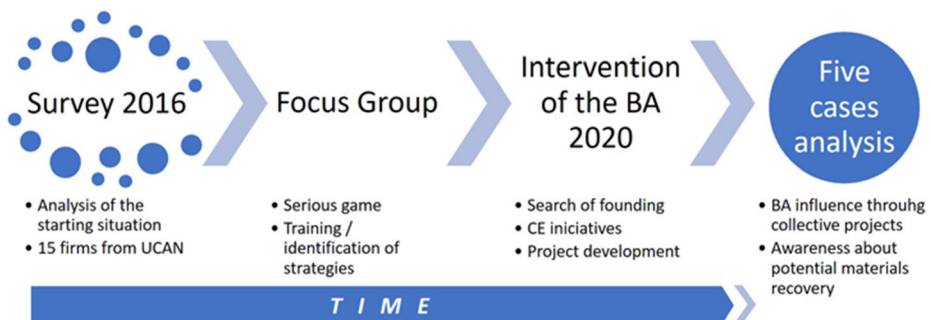 Survey 2016
Focus Group
Intervention
of the BA
2020
Five
cases
analysis
• Analysis of the
starting situation
• 15 firms from UCAN
• Serious game
• Training /
identification of
strategies
• Search of founding
• CE iniciatives
• Project development
• BA influence throuhg
collective projects
• Awareness about
potential materials
recovery
TIME